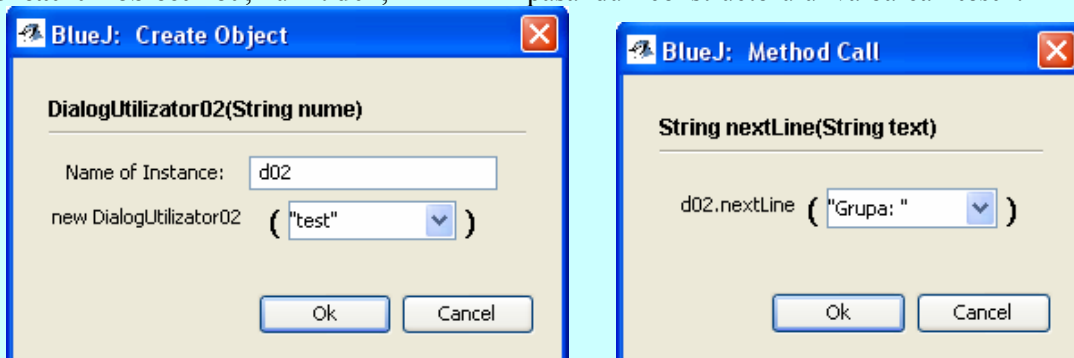 BlueJ: Create Object
DialogUtilizator02(String nume)
Name of Instance: d02
new DialogUtilizator02 ( "test" )
Ok Cancel
BlueJ: Method Call
String nextLine(String text)
d02.nextLine ( "Grupa: " )
Ok Cancel